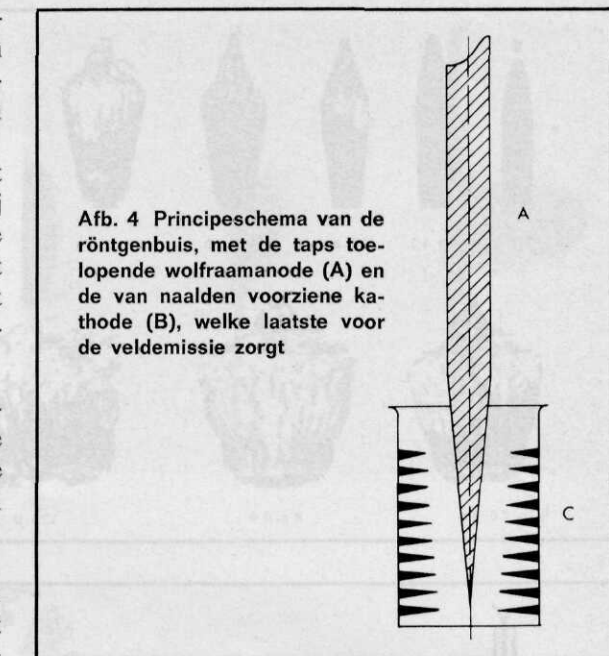 Afb. 4 Principeschema van de
röntgenbuis, met de taps toe-
lopende wolfraamanode (A) en
de van naalden voorziene ka-
thode (B), welke laatste voor
de veldemissie zorgt
A
C